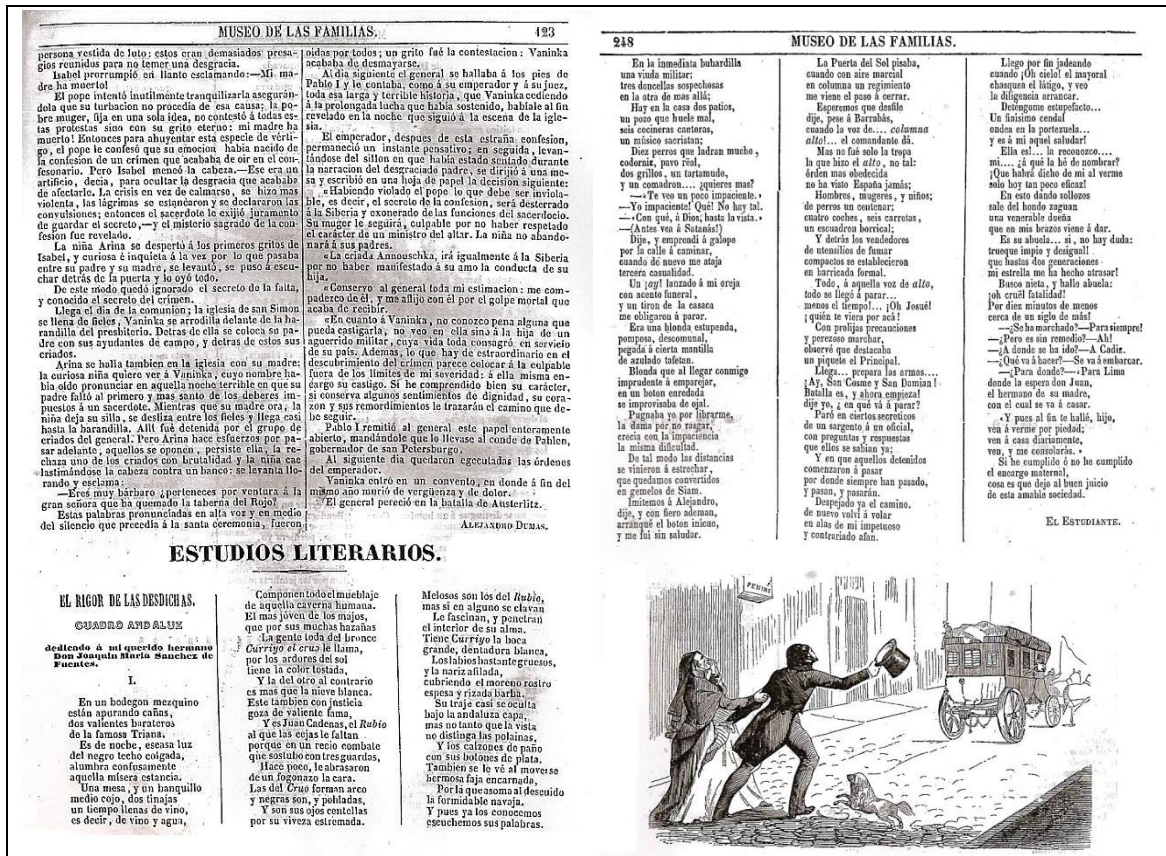 MUSEO DE LAS FAMILIAS. 123
persona vestida de luto: estos eran demasiados presa-
gios reunidos para no temer una desgracia.
Isabel prorrumpió en llanto esclamando:—Mi ma-
dre ha muerto!
El pope intentó inutilmente tranquilizarla asegurán-
dola que su turbacion no procedia de esa causa: la po-
bre muger, fija en una sola idea, no contestó á todas es-
tas protestas sino con su grito eterno: mi madre ha
muerto! Entonces para ahuyentar esta especie de vérti-
go, el pope le confesó que su emocion habia nacido de
la confesion de un crimen que acababa de oir en el con-
fesonario. Pero Isabel meneó la cabeza.—Ese era un
artificio, decia, para ocultar la desgracia que acababa
de afectarle. La crisis en vez de calmarse, se hizo mas
violenta, las lágrimas se estancaron y se declararon las
convulsiones; entonces el sacerdote le exijió juramento
de guardar el secreto,—y el misterio sagrado de la con-
fesion fue revelado.
La niña Arina se despertó á los primeros gritos de
Isabel, y curiosa é inquieta á la vez por lo que pasaba
entre su padre y su madre, se levantó, se puso á escu-
char detrás de la puerta y lo oyó todo.
De este modo quedó ignorado el secreto de la falta,
y conocido el secreto del crimen.
Llega el dia de la comunion; la iglesia de san Simon
se llena de fieles, Vaninka se arrodilla delante de la ba-
randilla del presbiterio. Detras de ella se coloca su pa-
dre con sus ayudantes de campo, y detras de estos sus
criados.
Arina se halla tambien en la iglesia con su madre:
la curiosa niña quiere ver á Vaninka, cuyo nombre ha-
bia oido pronunciar en aquella noche terrible en que su
padre faltó al primero y mas santo de los deberes im-
puestos á un sacerdote. Mientras que su madre ora, la
niña deja su silla, se desliza entre los fieles y llega casi
hasta la barandilla. Allí fué detenida por el grupo de
criados del general. Pero Arina hace esfuerzos por pa-
sar adelante, aquellos se oponen, persiste ella, la re-
chaza uno de los criados con brutalidad y la niña cae
lastimándose la cabeza contra un banco: se levanta llo-
rando y esclama:
—Eres muy bárbaro ¿perteneces por ventura á la
gran señora que ha quemado la taberna del Rojo?
Estas palabras pronunciadas en alta voz y en medio
del silencio que precedia á la santa ceremonia, fueron
oidas por todos; un grito fué la contestacion: Vaninka
acababa de desmayarse.
Al dia siguiente el general se hallaba á los pies de
Pablo I y le contaba, como á su emperador y á su juez,
toda esa larga y terrible historia, que Vaninka cediendo
á la prolongada lucha que habia sostenido, habíale al fin
revelado en la noche que siguió á la escena de la igle-
sia.
El emperador, despues de esta estraña confesion,
permaneció un instante pensativo; en seguida, levan-
tándose del sillon en que habia estado sentado durante
la narracion del desgraciado padre, se dirigió á una me-
sa y escribió en una hoja de papel la decision siguiente:
«Habiendo violado el pope lo que debe ser inviola-
ble, es decir, el secreto de la confesion, será desterrado
á la Siberia y exonerado de las funciones del sacerdocio.
Su muger le seguirá, culpable por no haber respetado
el carácter de un ministro del altar. La niña no abando-
nará á sus padres.
«La criada Annouschka, irá igualmente á la Siberia
por no haber manifestado á su amo la conducta de su
hija.
«Conservo al general toda mi estimacion: me com-
padezco de él, y me aflijo con él por el golpe mortal que
acaba de recibir.
«En cuanto á Vaninka, no conozco pena alguna que
pueda castigarla, no veo en ella sino á la hija de un
aguerrido militar, cuya vida toda consagró en servicio
de su país. Ademas, lo que hay de estraordinario en el
descubrimiento del crimen parece colocar á la culpable
fuera de los límites de mi severidad: á ella misma en-
cargo su castigo. Si he comprendido bien su carácter,
si conserva algunos sentimientos de dignidad, su cora-
zon y sus remordimientos le trazarán el camino que de-
be seguir.
Pablo I remitió al general este papel enteramente
abierto, mandándole que lo llevase al conde de Pahlen,
gobernador de san Petersburgo.
Al siguiente dia quedaron egecutadas las órdenes
del emperador.
Vaninka entró en un convento, en donde á fin del
mismo año murió de vergüenza y de dolor.
El general pereció en la batalla de Austerlitz.
ALEJANDRO DUMAS.
ESTUDIOS LITERARIOS.
EL RIGOR DE LAS DESDICHAS.
CUADRO ANDALUZ
dedicado á mi querido hermano
Don Joaquin Maria Sanchez de
Fuentes.
I.
En un bodegon mezquino
están apurando cañas,
dos valientes barateros
de la famosa Triana.
Es de noche, escasa luz
del negro techo colgada,
alumbra confusamente
aquella mísera estancia.
Una mesa, y un banquillo
medio cojo, dos tinajas
un tiempo llenas de vino,
es decir, de vino y agua,
Componen todo el mueblaje
de aquella caverna humana.
El mas jóven de los majos,
que por sus muchas hazañas
La gente toda del bronce
Curriyo el cruo le llama,
por los ardores del sol
tiene la color tostada,
Y la del otro al contrario
es mas que la nieve blanca.
Este tambien con justicia
goza de valiente fama,
Y es Juan Cadenas, el Rubio
al que las cejas le faltan
porque en un recio combate
que sostubo con tres guardas,
Hace poco, le abrasaron
de un fogonazo la cara.
Las del Cruo forman arco
y negras son, y pobladas,
Y son sus ojos centellas
por su viveza estremada.
Melosos son los del Rubio,
mas si en alguno se clavan
Le fascinan, y penetran
el interior de su alma.
Tiene Curriyo la boca
grande, dentadura blanca,
Los labios bastante gruesos,
y la nariz afilada,
cubriendo el moreno rostro
espesa y rizada barba.
Su traje casi se oculta
bajo la andaluza capa,
mas no tanto que la vista
no distinga las polainas,
Y los calzones de paño
con sus botones de plata.
Tambien se le vé al moverse
hermosa faja encarnada,
Por la que asoma al descuido
la formidable navaja.
Y pues ya los conocemos
escuchemos sus palabras.
248 MUSEO DE LAS FAMILIAS.
En la inmediata buhardilla
una viuda militar;
tres doncellas sospechosas
en la otra de mas allá;
Hay en la casa dos patios,
un pozo que huele mal,
seis cocineras cantoras,
un músico sacristan;
Diez perros que ladran mucho,
codorniz, pavo real,
dos grillos, un tartamudo,
y un comadron.... ¿quieres mas?
—«Te veo un poco impaciente.»
—Yo impaciente! Qué! No hay tal.
—«Con qué, á Dios; hasta la vista.»
—(Antes vea á Satanás!)
Dije, y emprendí á galope
por la calle á caminar,
cuando de nuevo me ataja
tercera casualidad.
Un ¡ay! lanzado á mi oreja
con acento funeral,
y un tiron de la casaca
me obligaron á parar.
Era una blonda estupenda,
pomposa, descomunal,
pegada á cierta mantilla
de azulado tafetan.
Blonda que al llegar conmigo
imprudente á emparejar,
en un boton enredada
se improvisaba de ojal.
Pugnaba yo por librarme,
la dama por no rasgar,
crecia con la impaciencia
la misma dificultad.
De tal modo las distancias
se vinieron á estrechar,
que quedamos convertidos
en gemelos de Siam.
Imitemos á Alejandro,
dije, y con fiero ademan,
arranqué el boton inicuo,
y me fui sin saludar.
La Puerta del Sol pisaba,
cuando con aire marcial
en columna un regimiento
me viene el paso á cerrar.
Esperemos que desfile
dije, pese á Barrabás,
cuando la voz de.... columna
alto!... el comandante dá.
Mas no fué solo la tropa
la que hizo el alto, no tal:
órden mas obedecida
no ha visto España jamás;
Hombres, mugeres, y niños;
de perros un centenar;
cuatro coches, seis carretas,
un escuadron borrical;
Y detrás los vendedores
de utensilios de fumar
compactos se establecieron
en barricada formal.
Todo, á aquella voz de alto,
todo se llegó á parar...
menos el tiempo!... ¡Oh Josué!
¡quién te viera por acá!
Con prolijas precauciones
y perezoso marchar,
observé que destacaba
un piquete el Principal.
Llega... prepara las armas....
¡Ay, San Cosme y San Damian!
Batalla es, y ahora empieza!
dije yo, ¿en qué vá á parar?
Paró en ciertos secreticos
de un sargento á un oficial,
con preguntas y respuestas
que ellos se sabian ya;
Y en que aquellos detenidos
comenzaron á pasar
por donde siempre han pasado,
y pasan, y pasarán.
Despejado ya el camino.
de nuevo volví á volar
en alas de mi impetuoso
y contrariado afan.
Llego por fin jadeando
cuando ¡Oh cielo! el mayoral
chasquea el látigo, y veo
la diligencia arrancar.
Deténgome estupefacto...
Un finísimo cendal
ondea en la portezuela...
y es á mi aquel saludar!
Ella es!... la reconozco....
mi.... ¿á qué la hé de nombrar?
¡Que habrá dicho de mi al verme
solo hoy tan poco eficaz!
En esto dando sollozos
sale del hondo zaguan
una venerable dueña
que en mis brazos viene á dar.
Es su abuela... si, no hay duda:
trueque impio y desigual!
que hastas dos generaciones
mi estrella me ha hecho atrasar!
Busco nieta, y hallo abuela:
¡oh cruél fatalidad!
Por diez minutos de menos
cerca de un siglo de más!
—¿Se ha marchado?—Para siempre!
—¿Pero es sin remedio?—Ah!
—¿A donde se ha ido?—A Cadiz.
—¿Qué vá á hacer?—Se vá á embarcar.
—¿Para donde?—Para Lima
donde la espera don Juan,
el hermano de su madre,
con el cual se va á casar.
«Y pues al fin te hallé, hijo,
ven á verme por piedad;
ven á casa diariamente,
ven, y me consolarás.»
Si he cumplido ó no he cumplido
el encargo maternal,
cosa es que dejo al buen juicio
de esta amable sociedad.
EL ESTUDIANTE.